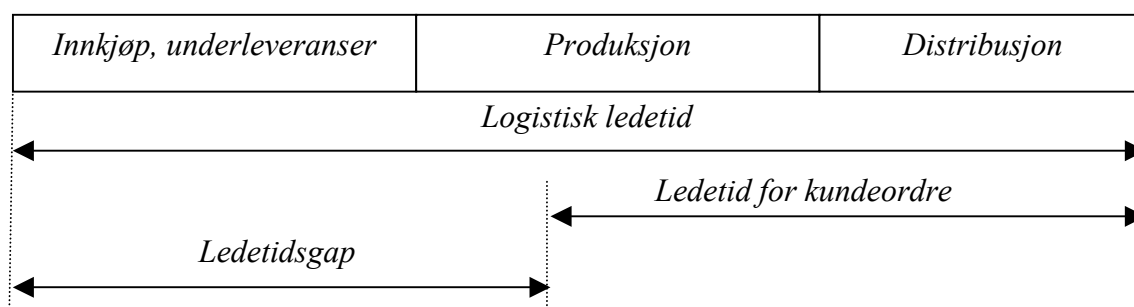 Innkjøp, underleveranser Produksjon Distribusjon
Logistisk ledetid
Ledetid for kundeordre
Ledetidsgap